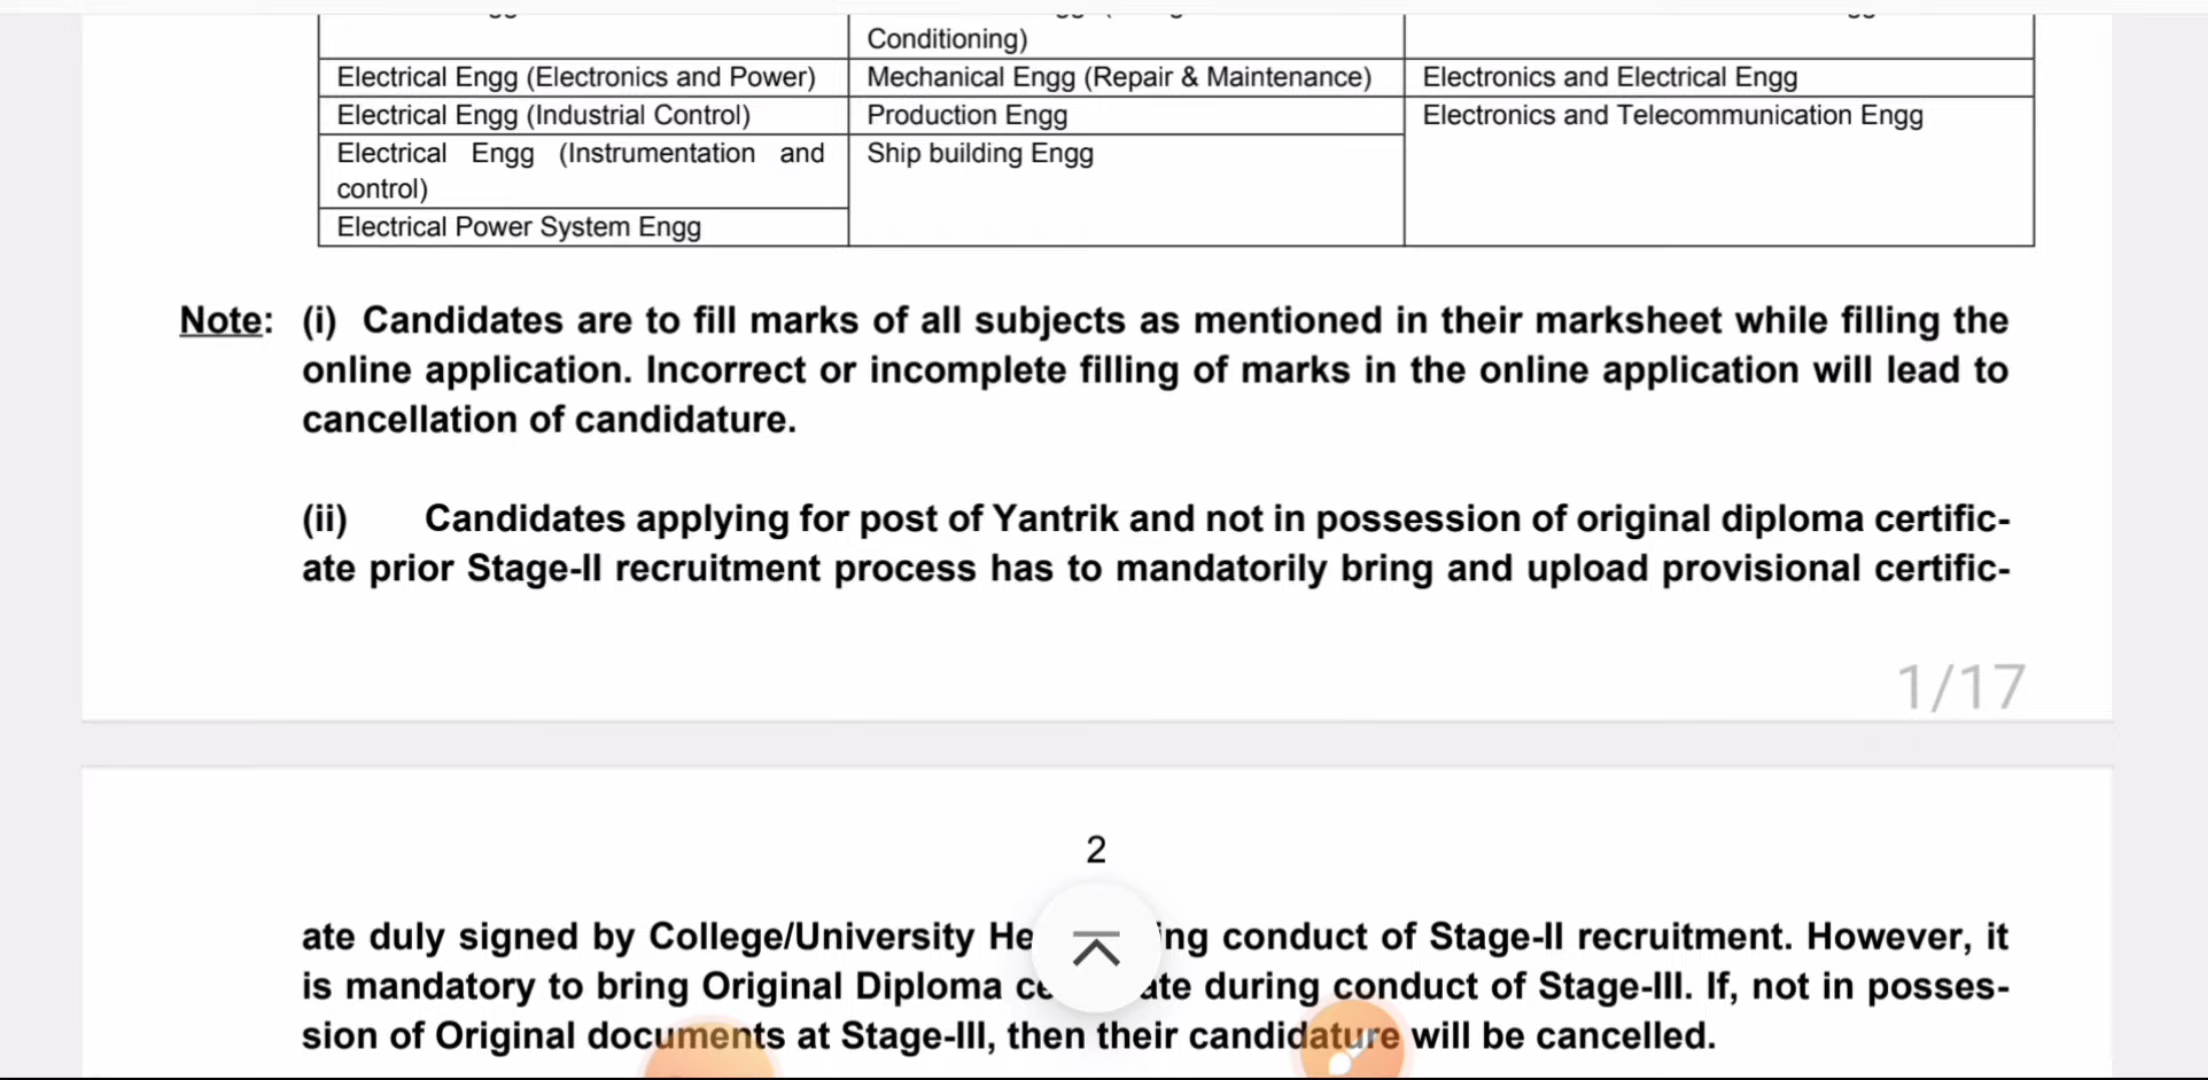 Conditioning)
Electrical Engg (Electronics and Power) Mechanical Engg (Repair & Maintenance) Electronics and Electrical Engg
Electrical Engg (Industrial Control) Production Engg Electronics and Telecommunication Engg
Electrical Engg (Instrumentation and Ship building Engg
control)
Electrical Power System Engg
Note: (i) Candidates are to fill marks of all subjects as mentioned in their marksheet while filling the
online application. Incorrect or incomplete filling of marks in the online application will lead to
cancellation of candidature.
(ii) Candidates applying for post of Yantrik and not in possession of original diploma certific-
ate prior Stage-II recruitment process has to mandatorily bring and upload provisional certific-
1/17
2
ate duly signed by College/University He ing conduct of Stage-II recruitment. However, it
is mandatory to bring Original Diploma ce ate during conduct of Stage-III. If, not in posses-
sion of Original documents at Stage-III, then their candidature will be cancelled.